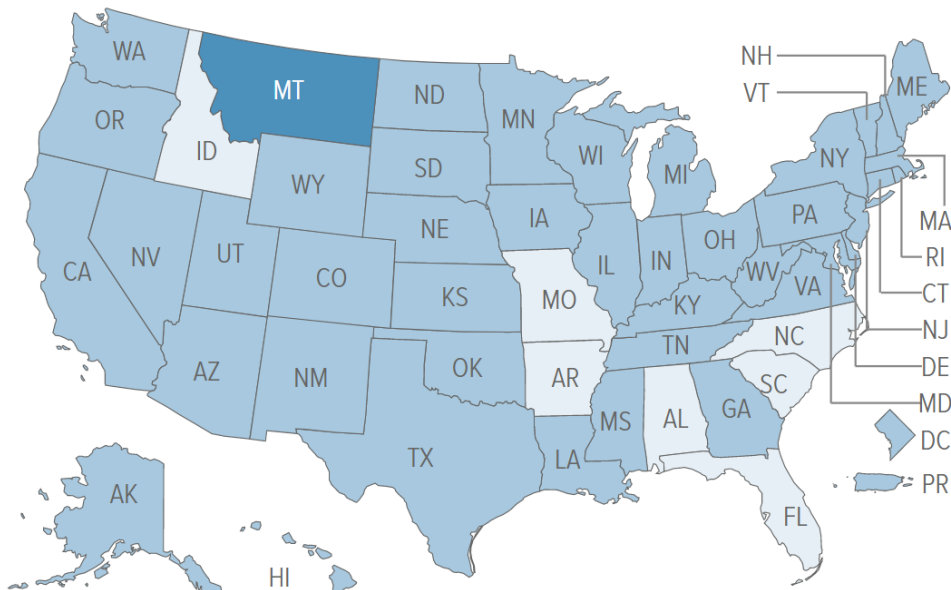 NH
WA
MT
ND
ME
VT
OR
MN
ID
WI
NY
SD
MI
WY
MA
IA
PA
NE
OH
RI
UT
IL
IN
NV
CA
CO
WV
VA
CT
KS
MO
KY
NJ
NC
TN
AZ
NM
OK
AR
DE
SC
MD
GA
MS
AL
DC
TX
LA
PR
AK
FL
HI